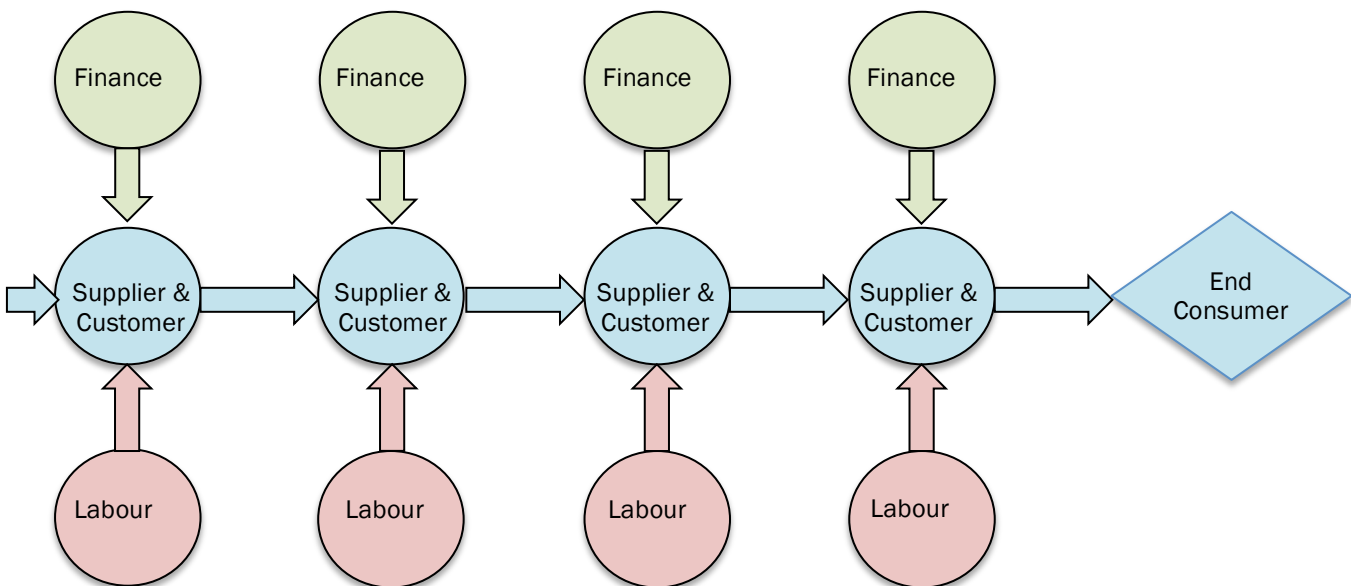 Finance
Finance
Finance
Finance
Supplier &
Customer
Supplier &
Customer
Supplier &
Customer
Supplier &
Customer
End
Consumer
Labour
Labour
Labour
Labour